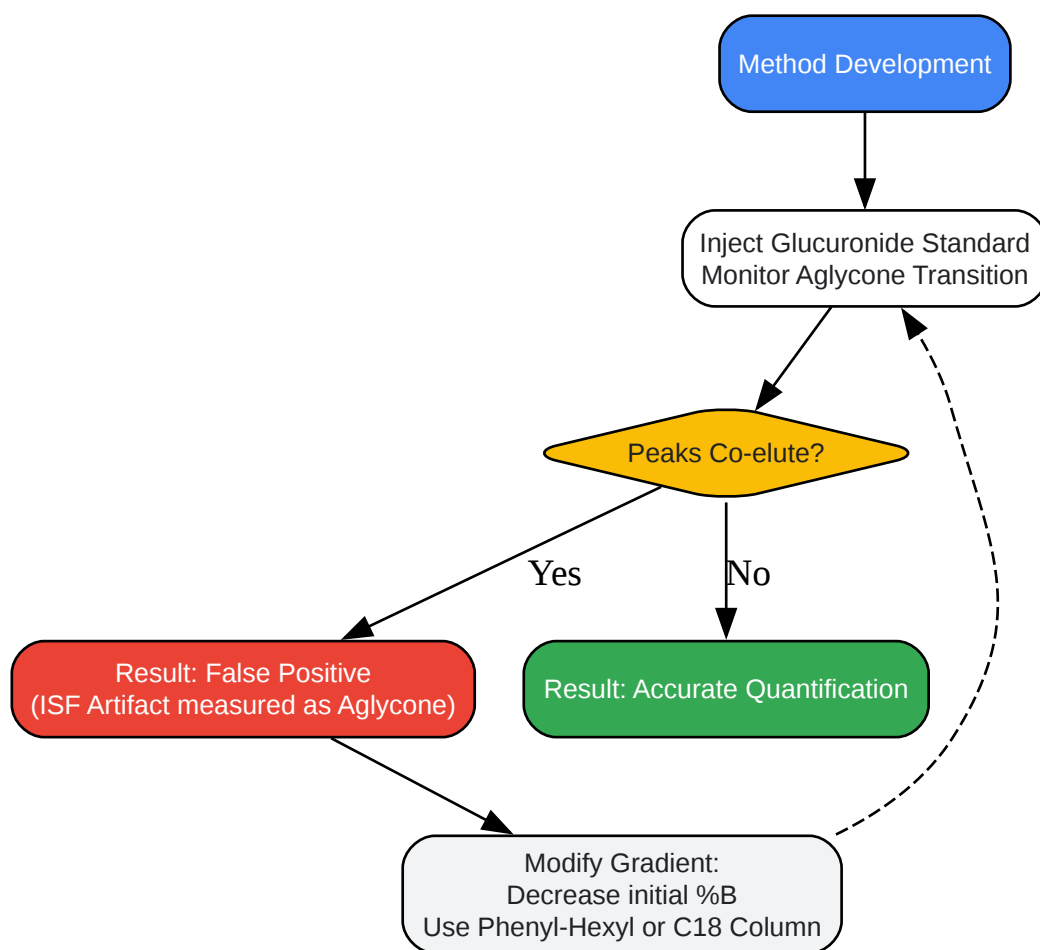 Method Development
Inject Glucuronide Standard
Monitor Aglycone Transition
Peaks Co-elute?
Yes
No
Result: False Positive
(ISF Artifact measured as Aglycone)
Result: Accurate Quantification
Modify Gradient:
Decrease initial %B
Use Phenyl-Hexyl or C18 Column